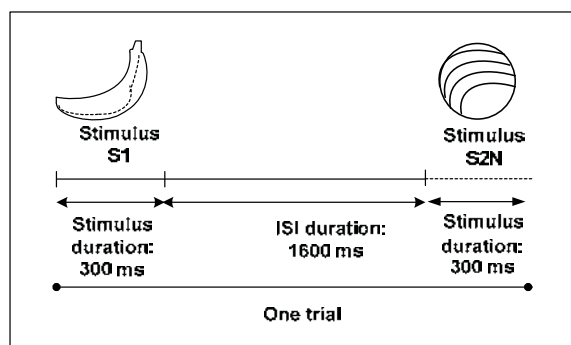 Stimulus
S1
Stimulus
S2N
Stimulus
duration:
300 ms
ISI duration:
1600 ms
Stimulus
duration:
300 ms
One trial